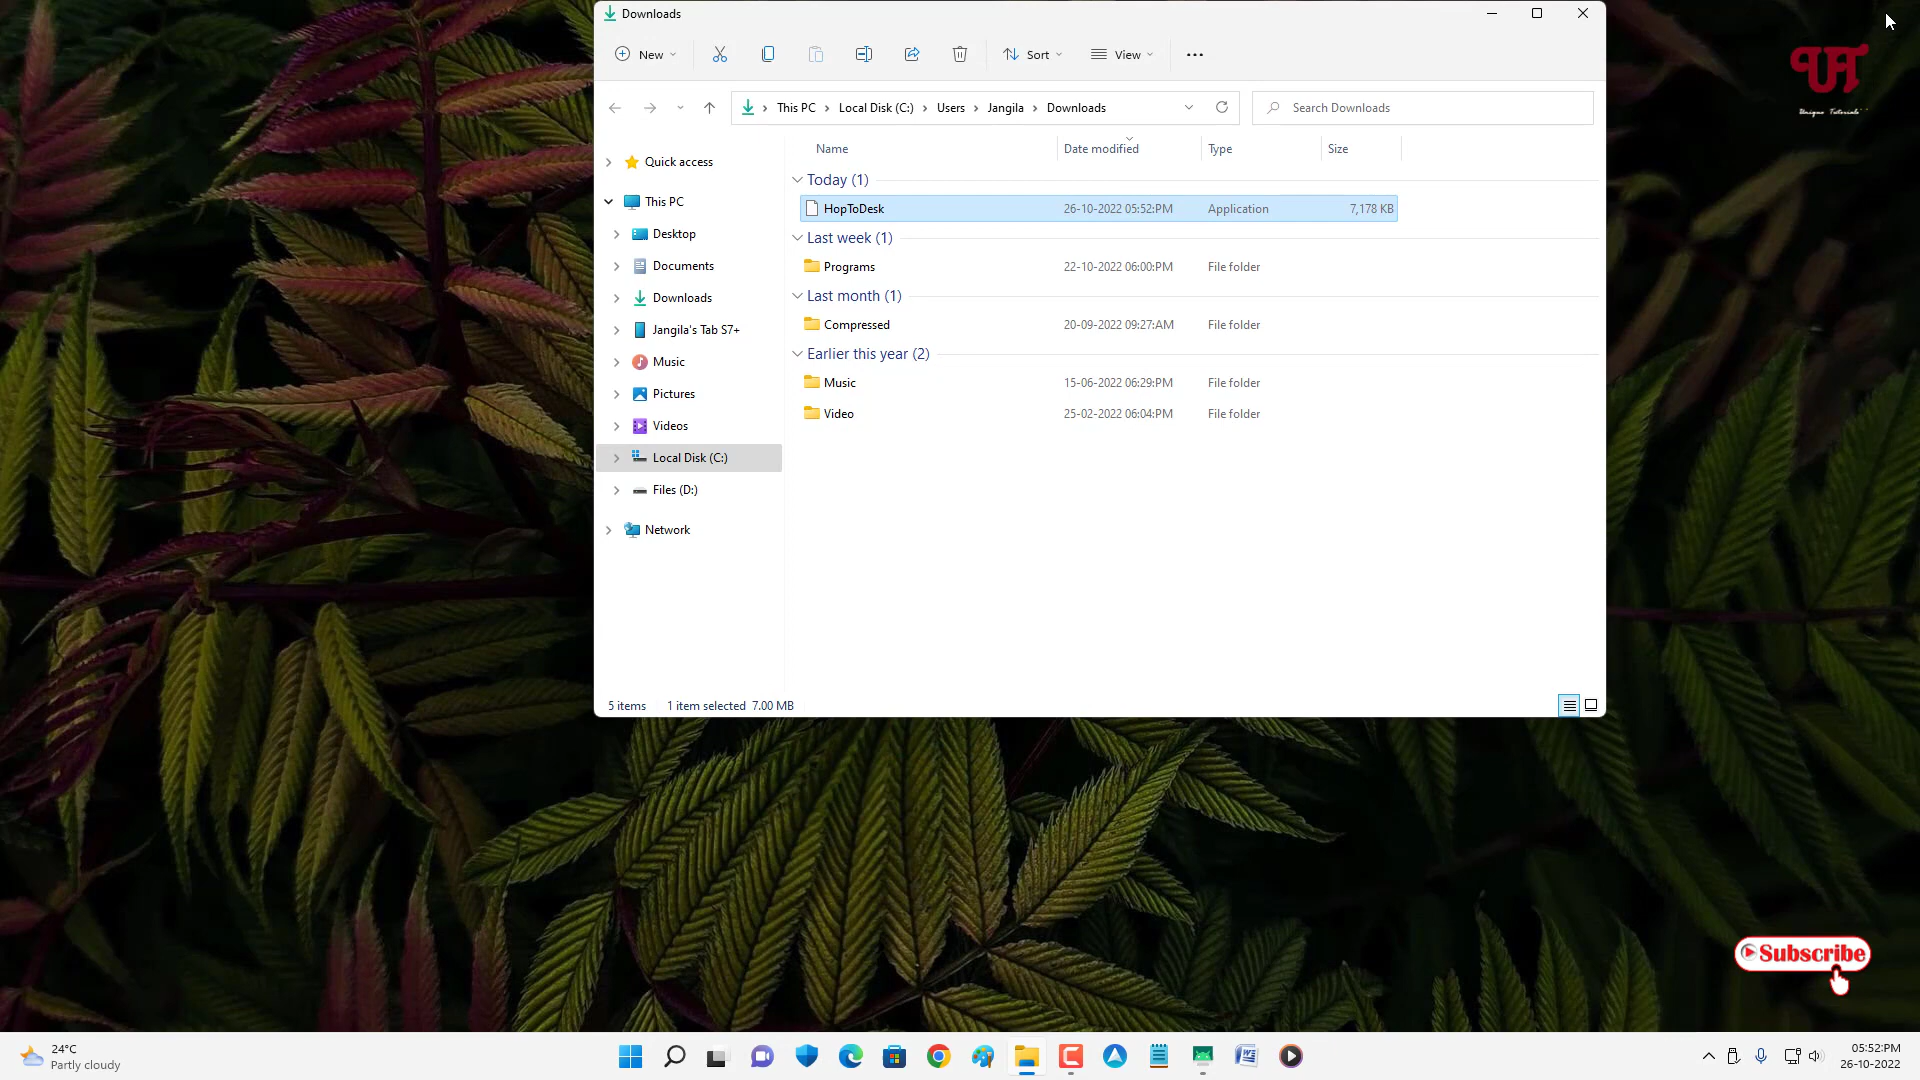 Downloads
New
Sort
View
This PC
Local Disk (C:)
Users
Jangila
Downloads
Search Downloads
UT
Unique Tutorials
Name
Date modified
Type
Size
Quick access
This PC
Desktop
Documents
Downloads
Jangila's Tab S7+
Music
Pictures
Videos
Local Disk (C:)
Files (D:)
Network
Today (1)
HopToDesk 26-10-2022 05:52:PM Application 7,178 KB
Last week (1)
Programs 22-10-2022 06:00:PM File folder
Last month (1)
Compressed 20-09-2022 09:27:AM File folder
Earlier this year (2)
Music 15-06-2022 06:29:PM File folder
Video 25-02-2022 06:04:PM File folder
5 items 1 item selected 7.00 MB
Subscribe
24°C
Partly cloudy
05:52:PM
26-10-2022